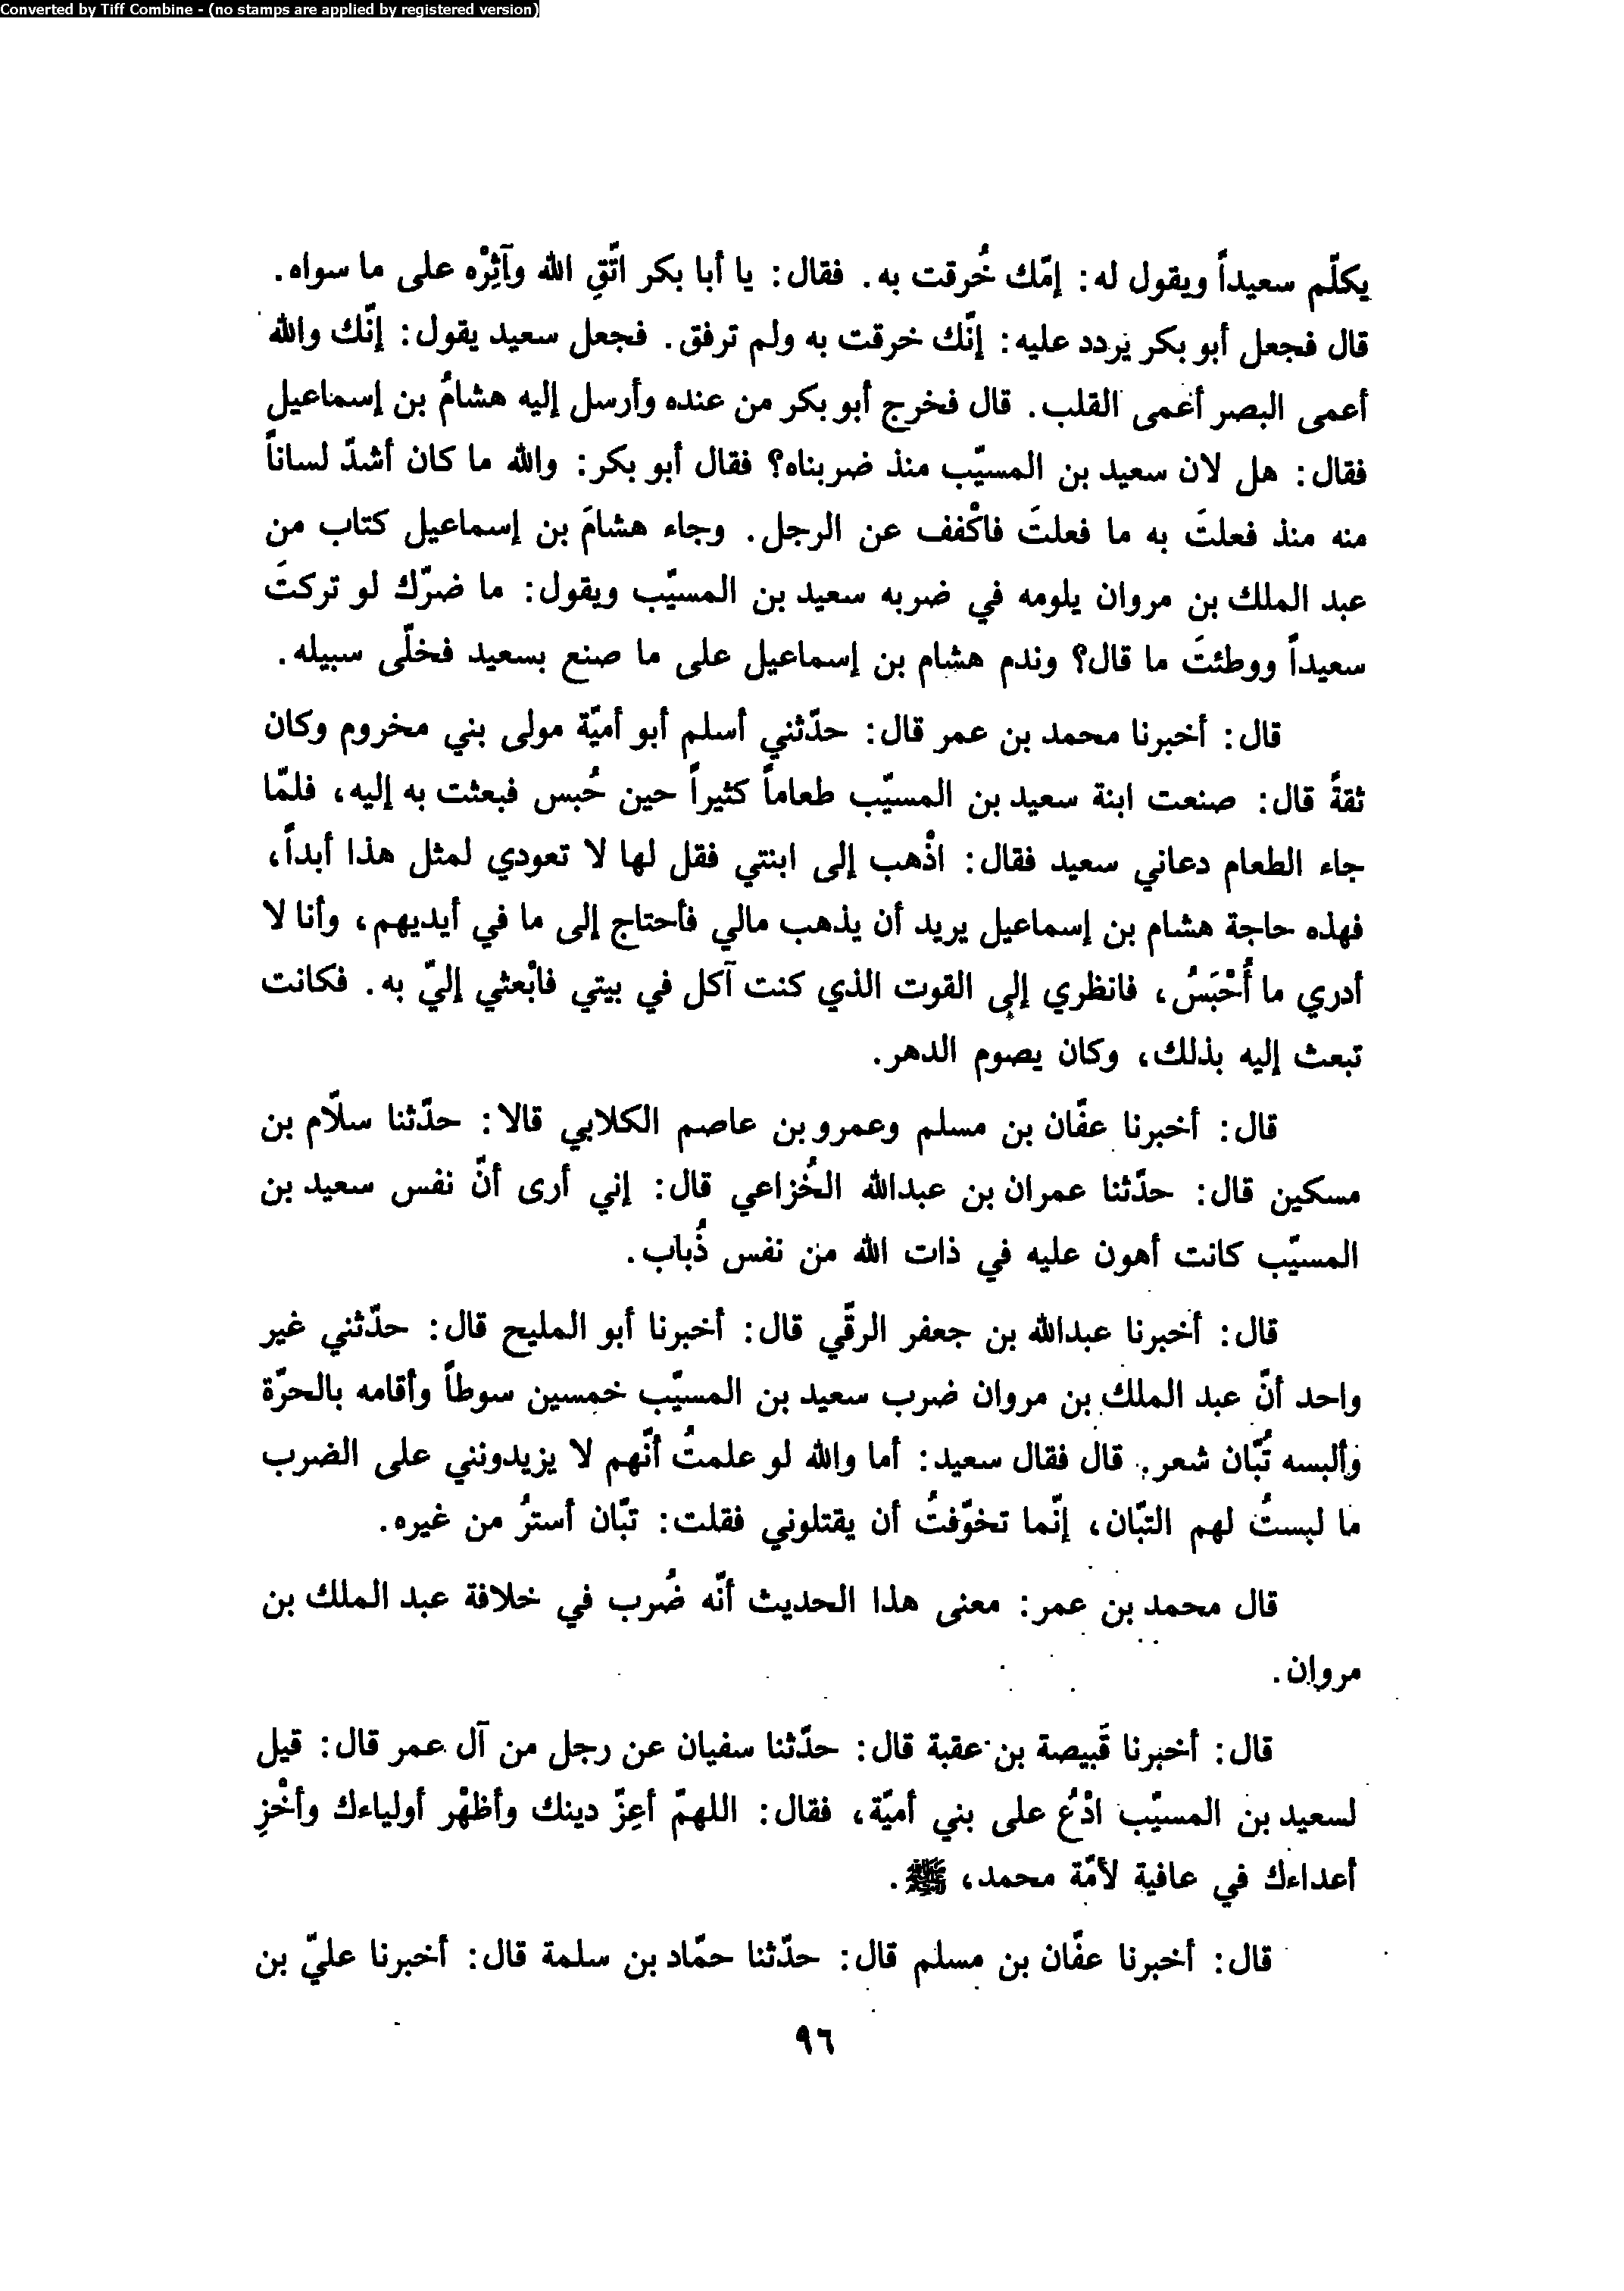 Converted by Tiff Combine - (no stamps are applied by registered version)
يكلّم سعيداً ويقول له: إمّك خُرقت به. فقال: يا أبا بكر اتّقِ الله وآثِرْه على ما سواه.
قال فجعل أبو بكر يردد عليه: إنّك خرقت به ولم ترفق. فجعل سعيد يقول: إنّك والله
أعمى البصر أعمى القلب. قال فخرج أبو بكر من عنده وأرسل إليه هشامُ بن إسماعيل
فقال: هل لان سعيد بن المسيّب منذ ضربناه؟ فقال أبو بكر: والله ما كان أشدّ لساناً
منه منذ فعلتَ به ما فعلتَ فاكْفف عن الرجل. وجاء هشامَ بن إسماعيل كتاب من
عبد الملك بن مروان يلومه في ضربه سعيد بن المسيّب ويقول: ما ضرّك لو تركتَ
سعيداً ووطئتَ ما قال؟ وندم هشام بن إسماعيل على ما صنع بسعيد فخلّى سبيله.
قال: أخبرنا محمد بن عمر قال: حدّثني أسلم أبو أميّة مولى بني مخروم وكان
ثقةً قال: صنعت ابنة سعيد بن المسيّب طعاماً كثيراً حين حُبس فبعثت به إليه، فلمّا
جاء الطعام دعاني سعيد فقال: اذْهب إلى ابنتي فقل لها لا تعودي لمثل هذا أبداً،
فهذه حاجة هشام بن إسماعيل يريد أن يذهب مالي فأحتاج إلى ما في أيديهم، وأنا لا
أدري ما أُحْبَسُ، فانظري إلى القوت الذي كنت آكل في بيتي فابْعثي إليّ به. فكانت
تبعث إليه بذلك، وكان يصوم الدهر.
قال: أخبرنا عفّان بن مسلم وعمرو بن عاصم الكلابي قالا: حدّثنا سلّام بن
مسكين قال: حدّثنا عمران بن عبدالله الخُزاعي قال: إني أرى أنّ نفس سعيد بن
المسيّب كانت أهون عليه في ذات الله من نفس ذُباب.
قال: أخبرنا عبدالله بن جعفر الرقّي قال: أخبرنا أبو المليح قال: حدّثني غير
واحد أنّ عبد الملك بن مروان ضرب سعيد بن المسيّب خمسين سوطاً وأقامه بالحرّة
وألبسه تُبّان شعر. قال فقال سعيد: أما والله لو علمتُ أنّهم لا يزيدونني على الضرب
ما لبستُ لهم التبّان، إنّما تخوّفتُ أن يقتلوني فقلت: تبّان أسترُ من غيره.
قال محمد بن عمر: معنى هذا الحديث أنّه ضُرب في خلافة عبد الملك بن
مروان.
قال: أخبرنا قَبيصة بن عقبة قال: حدّثنا سفيان عن رجل من آل عمر قال: قيل
لسعيد بن المسيّب ادْعُ على بني أميّة، فقال: اللهمّ أعِزّ دينك وأظهْر أولياءك وأخْزِ
أعداءك في عافية لأمّة محمد، ﷺ.
قال: أخبرنا عفّان بن مسلم قال: حدّثنا حمّاد بن سلمة قال: أخبرنا عليّ بن
٩٦